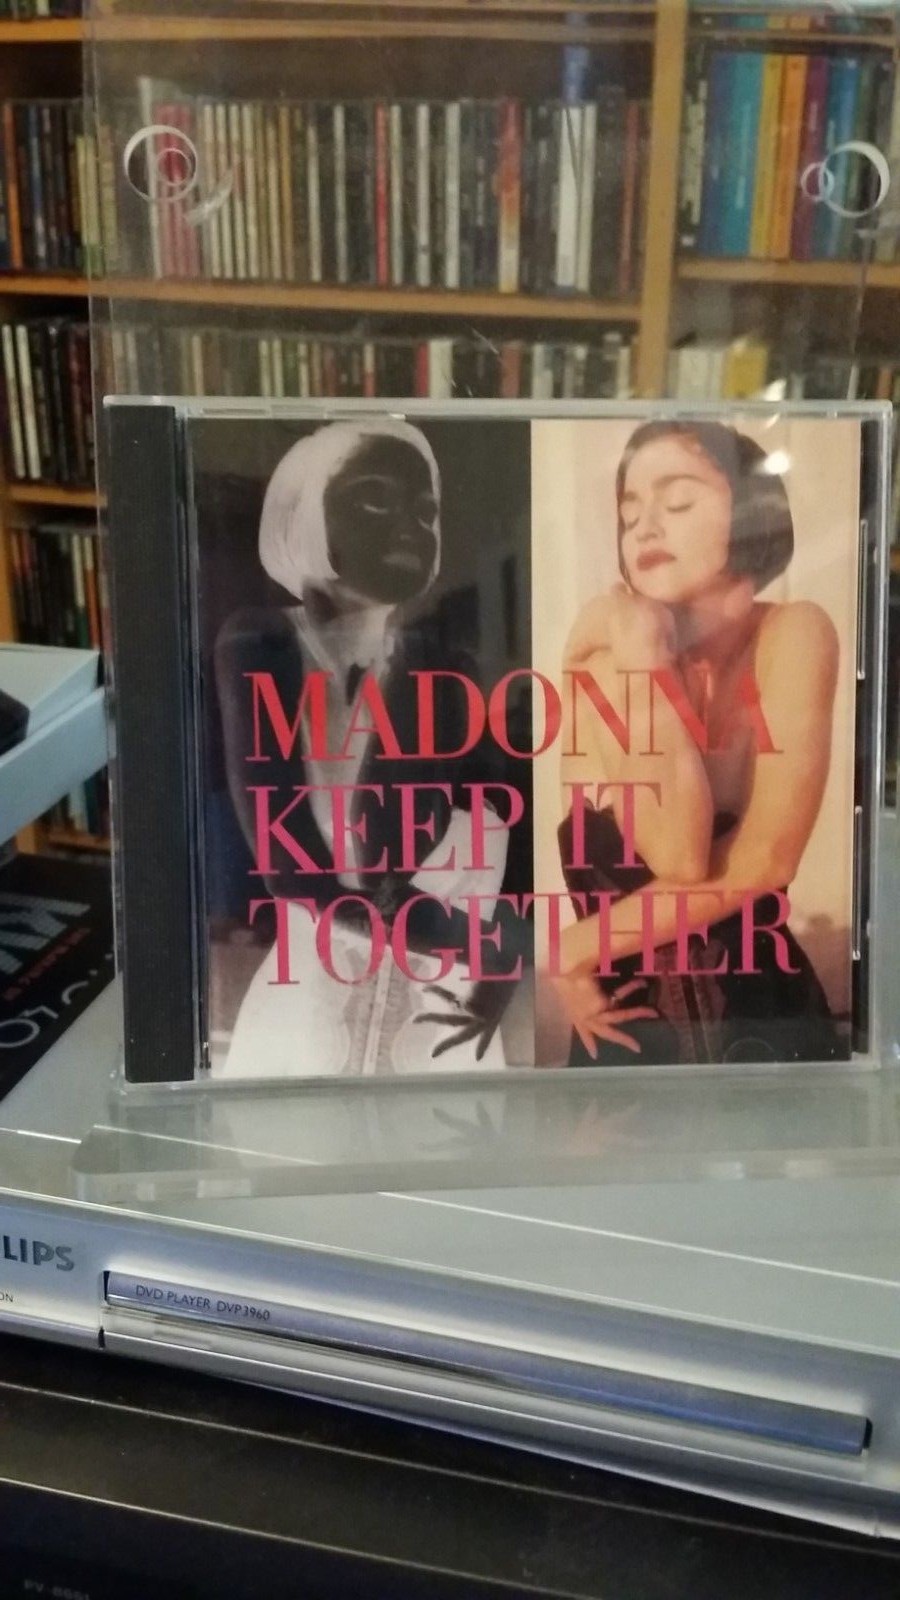 MADONNA
KEEP IT
TOGETHER
LIPS
DVD PLAYER DVP3960